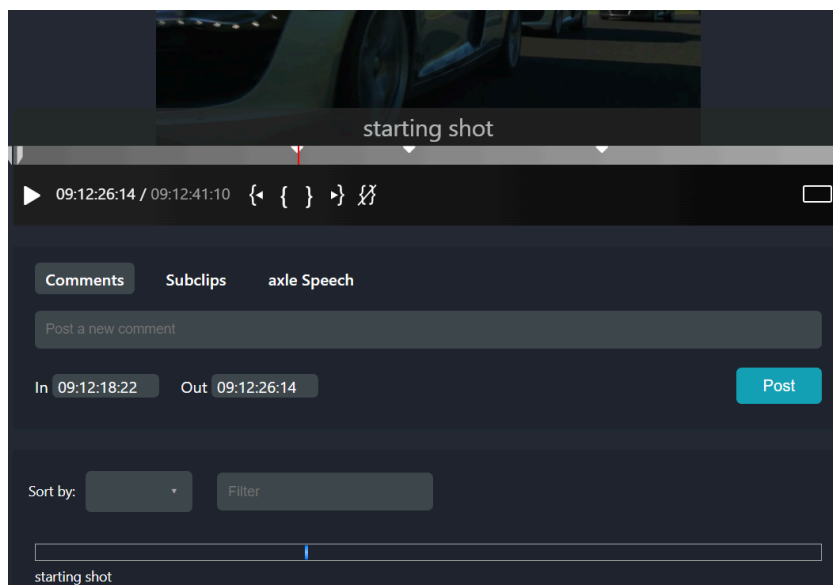 starting shot
09:12:26:14 / 09:12:41:10
Comments Subclips axle Speech
Post a new comment
In 09:12:18:22 Out 09:12:26:14 Post
Sort by: Filter
starting shot